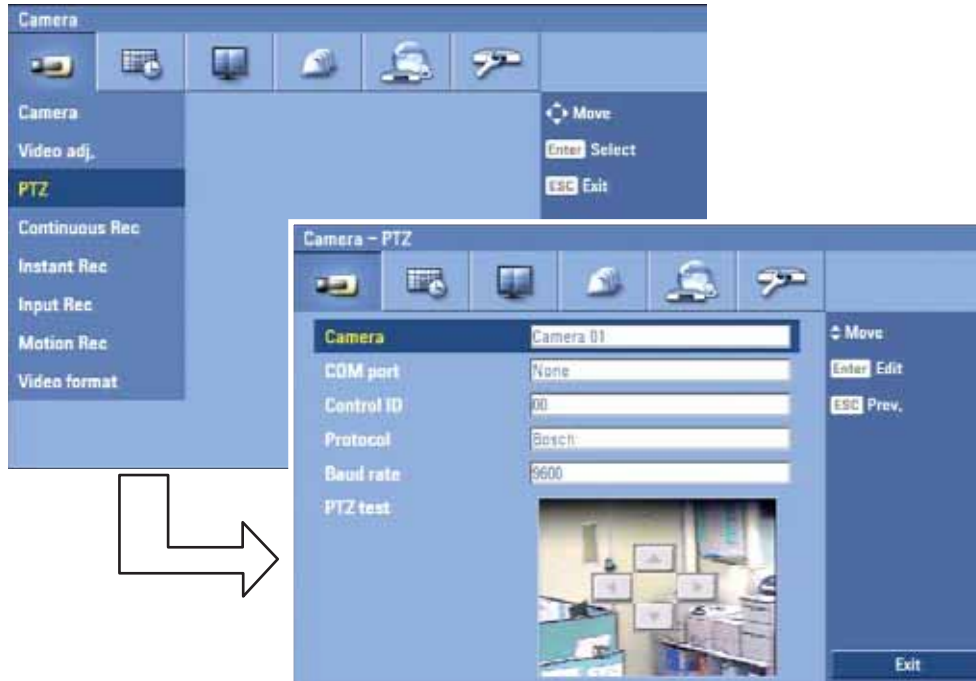 Camera
Camera
Video adj.
PTZ
Continuous Rec
Instant Rec
Input Rec
Motion Rec
Video format
Move
Enter Select
ESC Exit
Camera – PTZ
Camera Camera 01
COM port None
Control ID 00
Protocol Bosch
Baud rate 9600
PTZ test
Move
Enter Edit
ESC Prev.
Exit